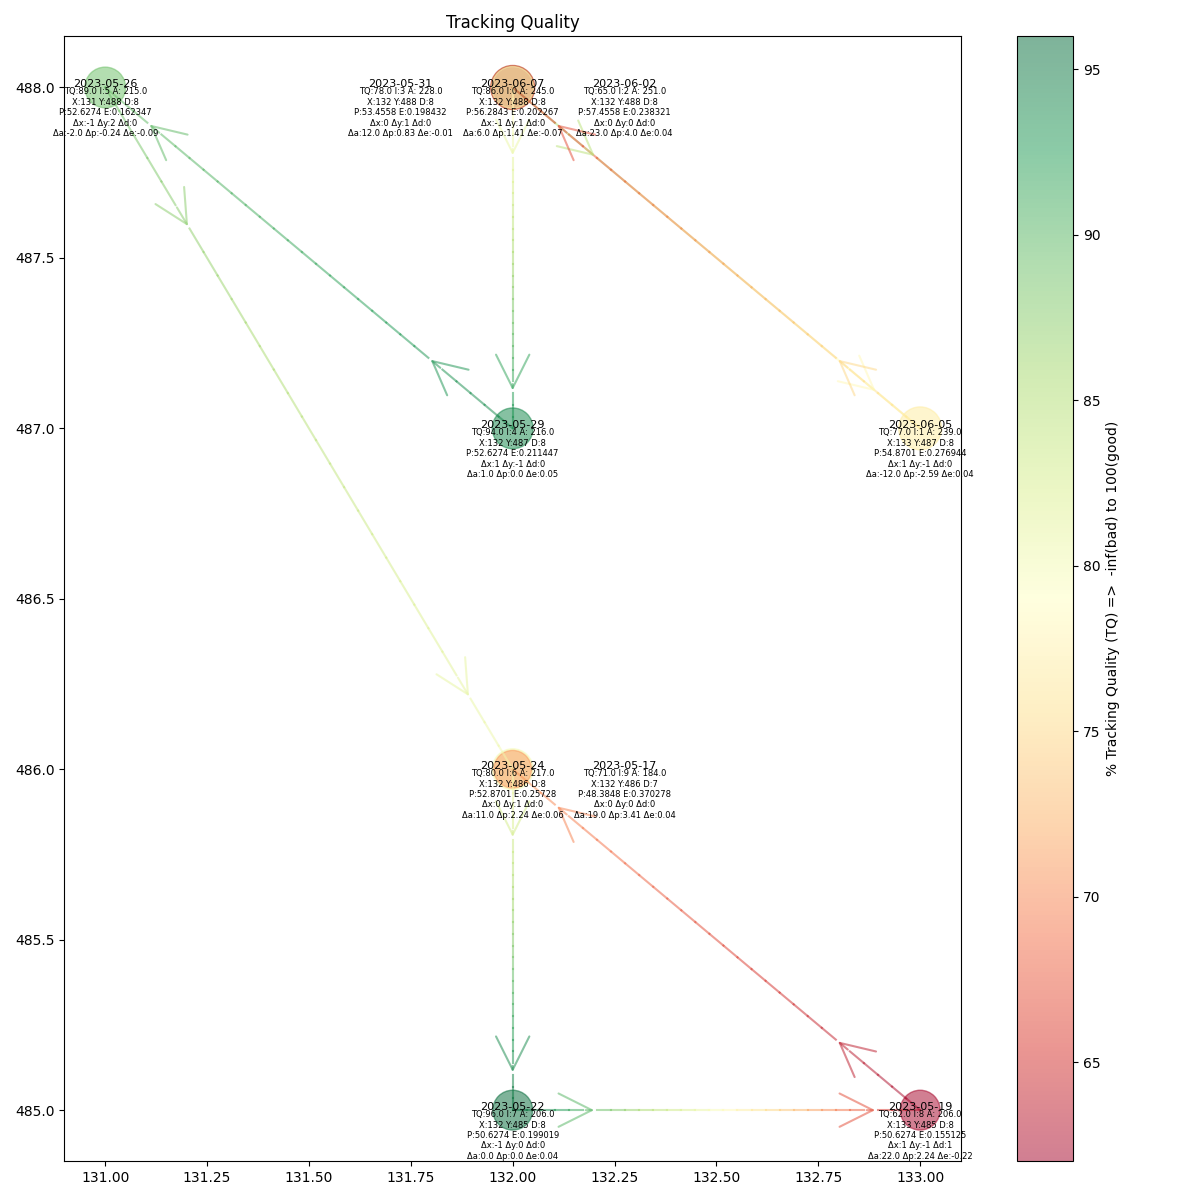 Tracking Quality
488.0
487.5
487.0
486.5
486.0
485.5
485.0
2023-05-26
TQ:89.0 I:5 A: 215.0
X:131 Y:488 D:8
P:52.6274 E:0.162347
Δx:-1 Δy:2 Δd:0
Δa:-2.0 Δp:-0.24 Δe:-0.09
2023-05-31
TQ:78.0 I:3 A: 228.0
X:132 Y:488 D:8
P:53.4558 E:0.198432
Δx:0 Δy:1 Δd:0
Δa:12.0 Δp:0.83 Δe:-0.01
2023-06-07
TQ:86.0 I:0 A: 245.0
X:132 Y:488 D:8
P:56.2843 E:0.202267
Δx:-1 Δy:1 Δd:0
Δa:6.0 Δp:1.41 Δe:-0.07
2023-06-02
TQ:65.0 I:2 A: 251.0
X:132 Y:488 D:8
P:57.4558 E:0.238321
Δx:0 Δy:0 Δd:0
Δa:23.0 Δp:4.0 Δe:0.04
2023-05-29
TQ:94.0 I:4 A: 216.0
X:132 Y:487 D:8
P:52.6274 E:0.211447
Δx:1 Δy:-1 Δd:0
Δa:1.0 Δp:0.0 Δe:0.05
2023-06-05
TQ:77.0 I:1 A: 239.0
X:133 Y:487 D:8
P:54.8701 E:0.276944
Δx:1 Δy:-1 Δd:0
Δa:-12.0 Δp:-2.59 Δe:0.04
2023-05-24
TQ:80.0 I:6 A: 217.0
X:132 Y:486 D:8
P:52.8701 E:0.25728
Δx:0 Δy:1 Δd:0
Δa:11.0 Δp:2.24 Δe:0.06
2023-05-17
TQ:71.0 I:9 A: 184.0
X:132 Y:486 D:7
P:48.3848 E:0.370278
Δx:0 Δy:0 Δd:0
Δa:19.0 Δp:3.41 Δe:0.04
2023-05-22
TQ:96.0 I:7 A: 206.0
X:132 Y:485 D:8
P:50.6274 E:0.199019
Δx:-1 Δy:0 Δd:0
Δa:0.0 Δp:0.0 Δe:0.04
2023-05-19
TQ:62.0 I:8 A: 206.0
X:133 Y:485 D:8
P:50.6274 E:0.155125
Δx:1 Δy:-1 Δd:1
Δa:22.0 Δp:2.24 Δe:-0.22
131.00 131.25 131.50 131.75 132.00 132.25 132.50 132.75 133.00
95
90
85
80
75
70
65
% Tracking Quality (TQ) => -inf(bad) to 100(good)